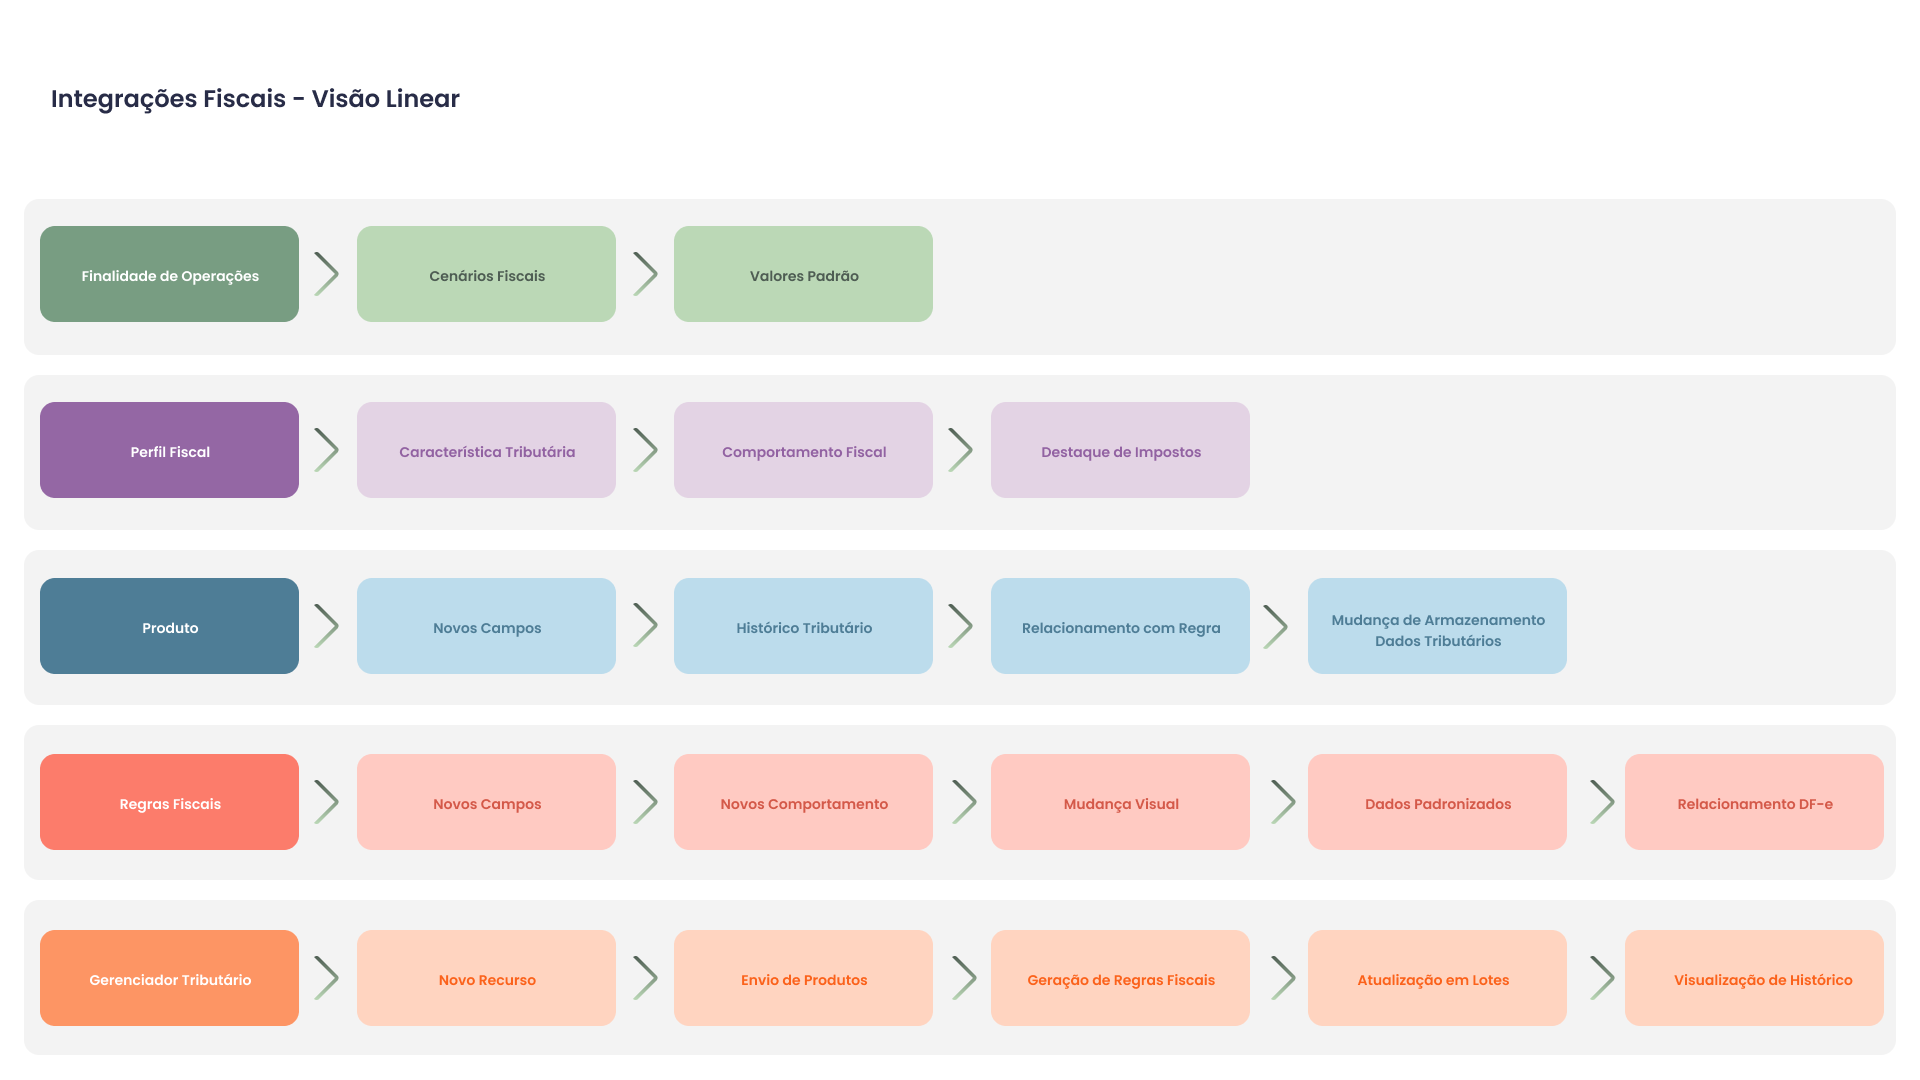 Integrações Fiscais - Visão Linear
Finalidade de Operações
Cenários Fiscais
Valores Padrão
Perfil Fiscal
Característica Tributária
Comportamento Fiscal
Destaque de Impostos
Produto
Novos Campos
Histórico Tributário
Relacionamento com Regra
Mudança de Armazenamento
Dados Tributários
Regras Fiscais
Novos Campos
Novos Comportamento
Mudança Visual
Dados Padronizados
Relacionamento DF-e
Gerenciador Tributário
Novo Recurso
Envio de Produtos
Geração de Regras Fiscais
Atualização em Lotes
Visualização de Histórico